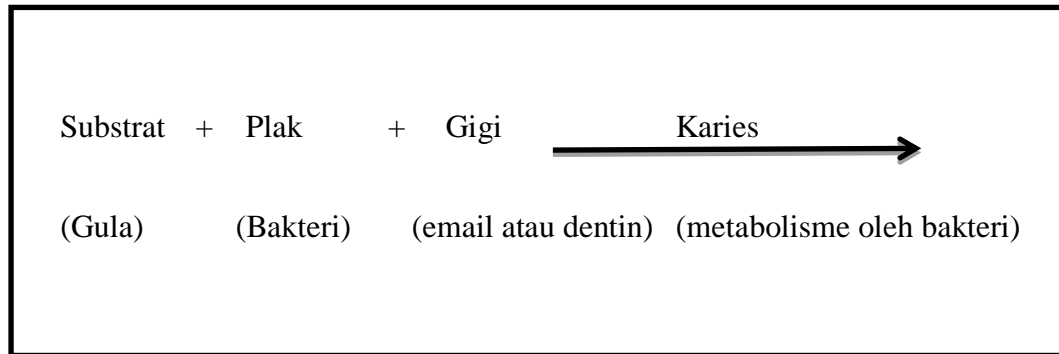 Substrat + Plak + Gigi Karies
(Gula) (Bakteri) (email atau dentin) (metabolisme oleh bakteri)